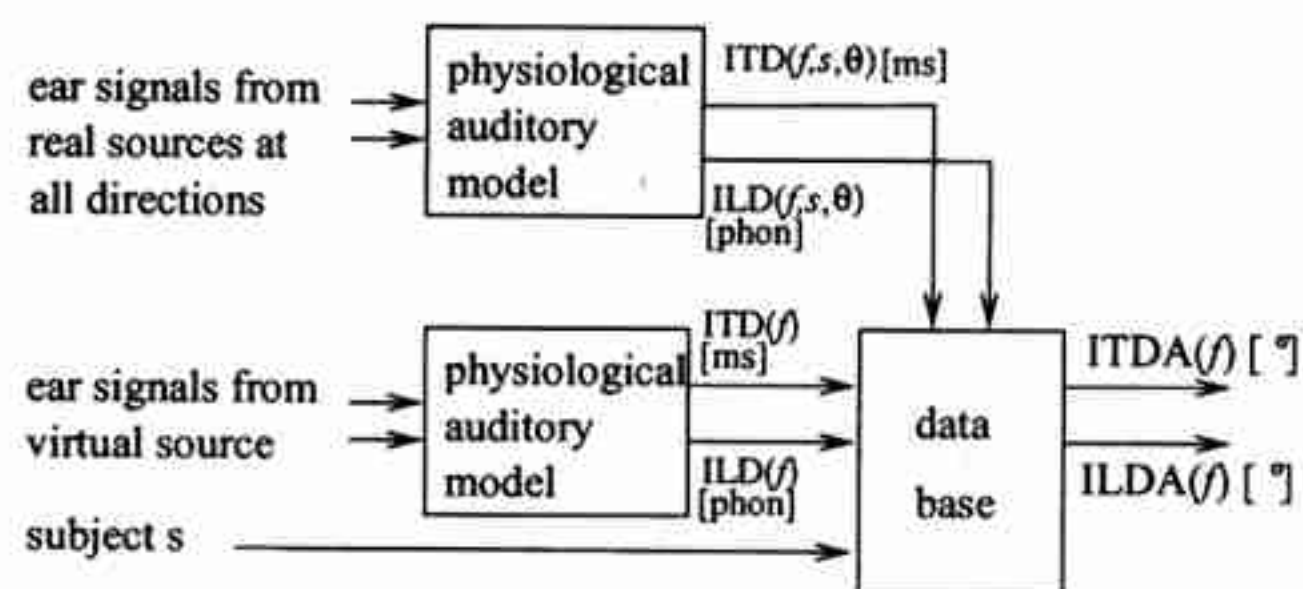 ear signals from
real sources at
all directions
physiological
auditory
model
ITD(f,s,θ)[ms]
ILD(f,s,θ)
[phon]
ear signals from
virtual source
physiological
auditory
model
ITD(f)
[ms]
ILD(f)
[phon]
subject s
data
base
ITDA(f) [ °]
ILDA(f) [ °]